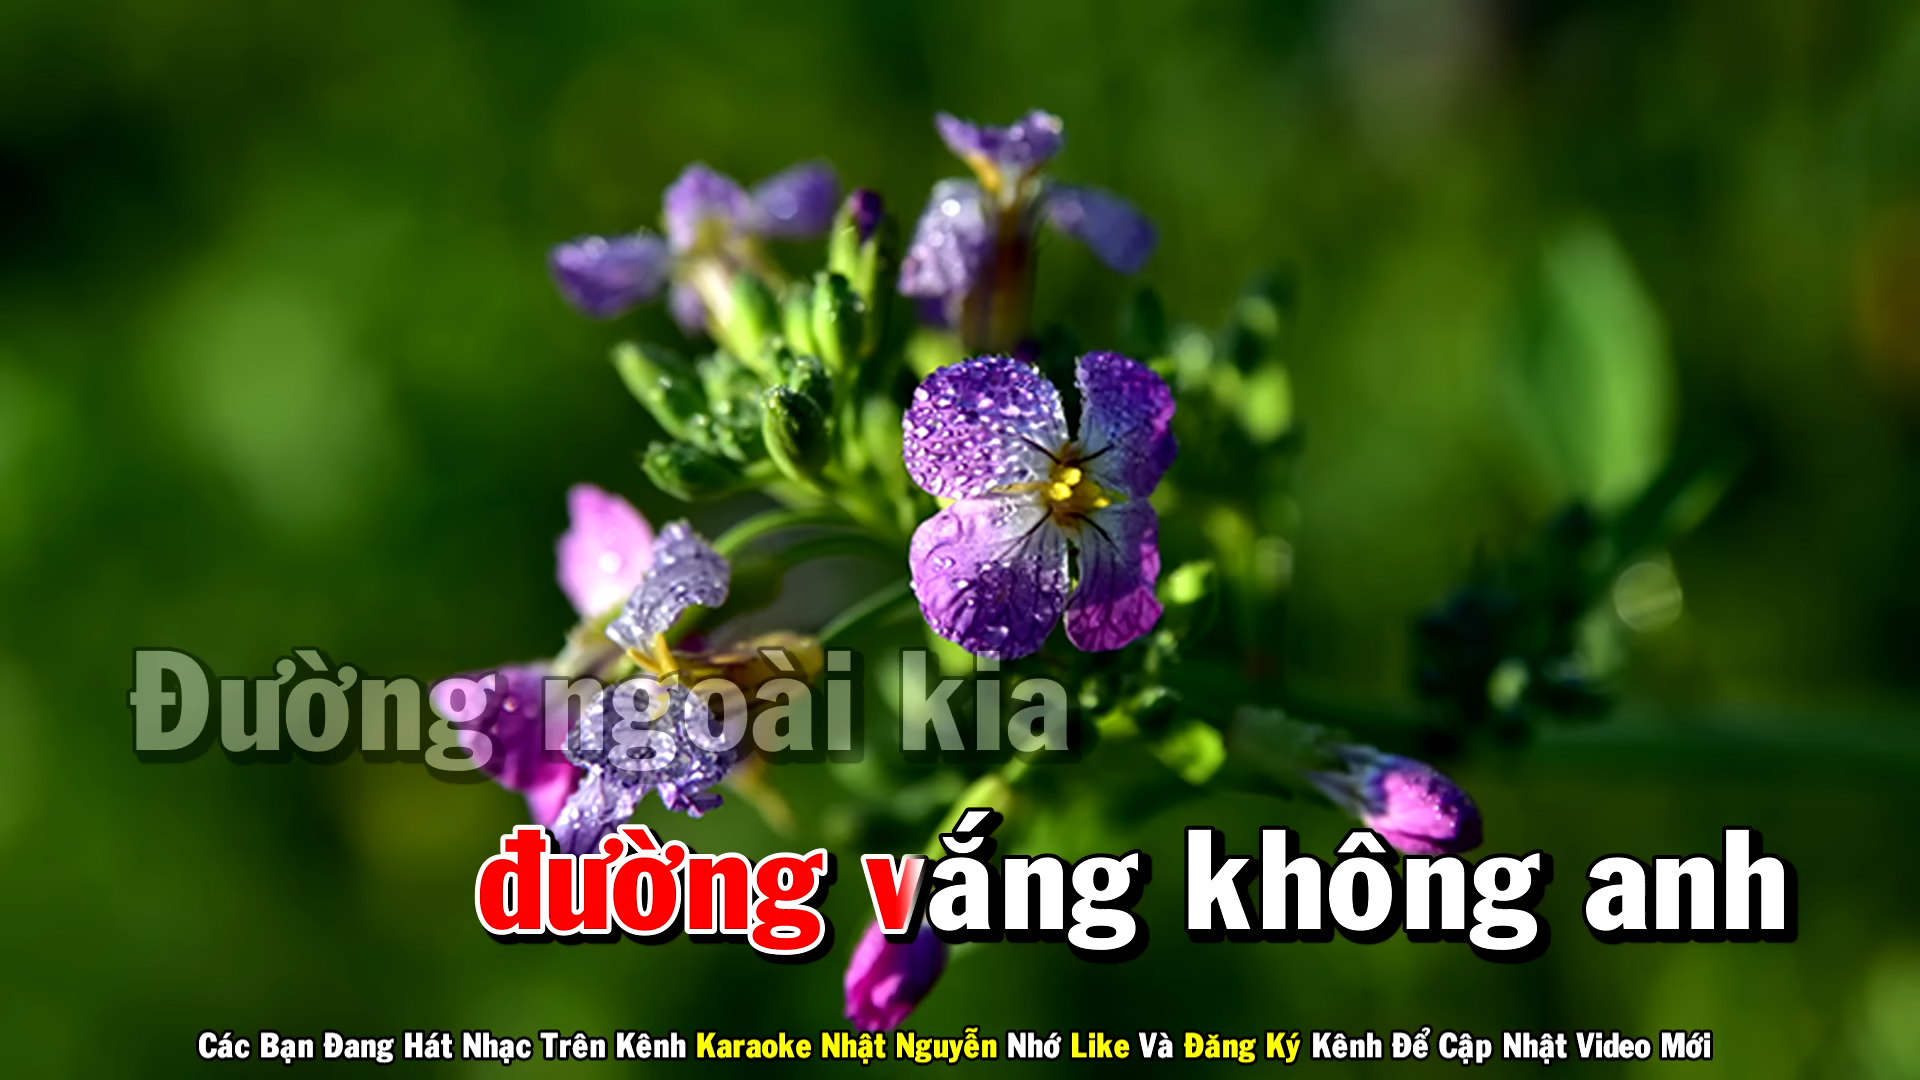 Đường ngoài kia
đường vắng không anh
Các Bạn Đang Hát Nhạc Trên Kênh Karaoke Nhật Nguyễn Nhớ Like Và Đăng Ký Kênh Để Cập Nhật Video Mới